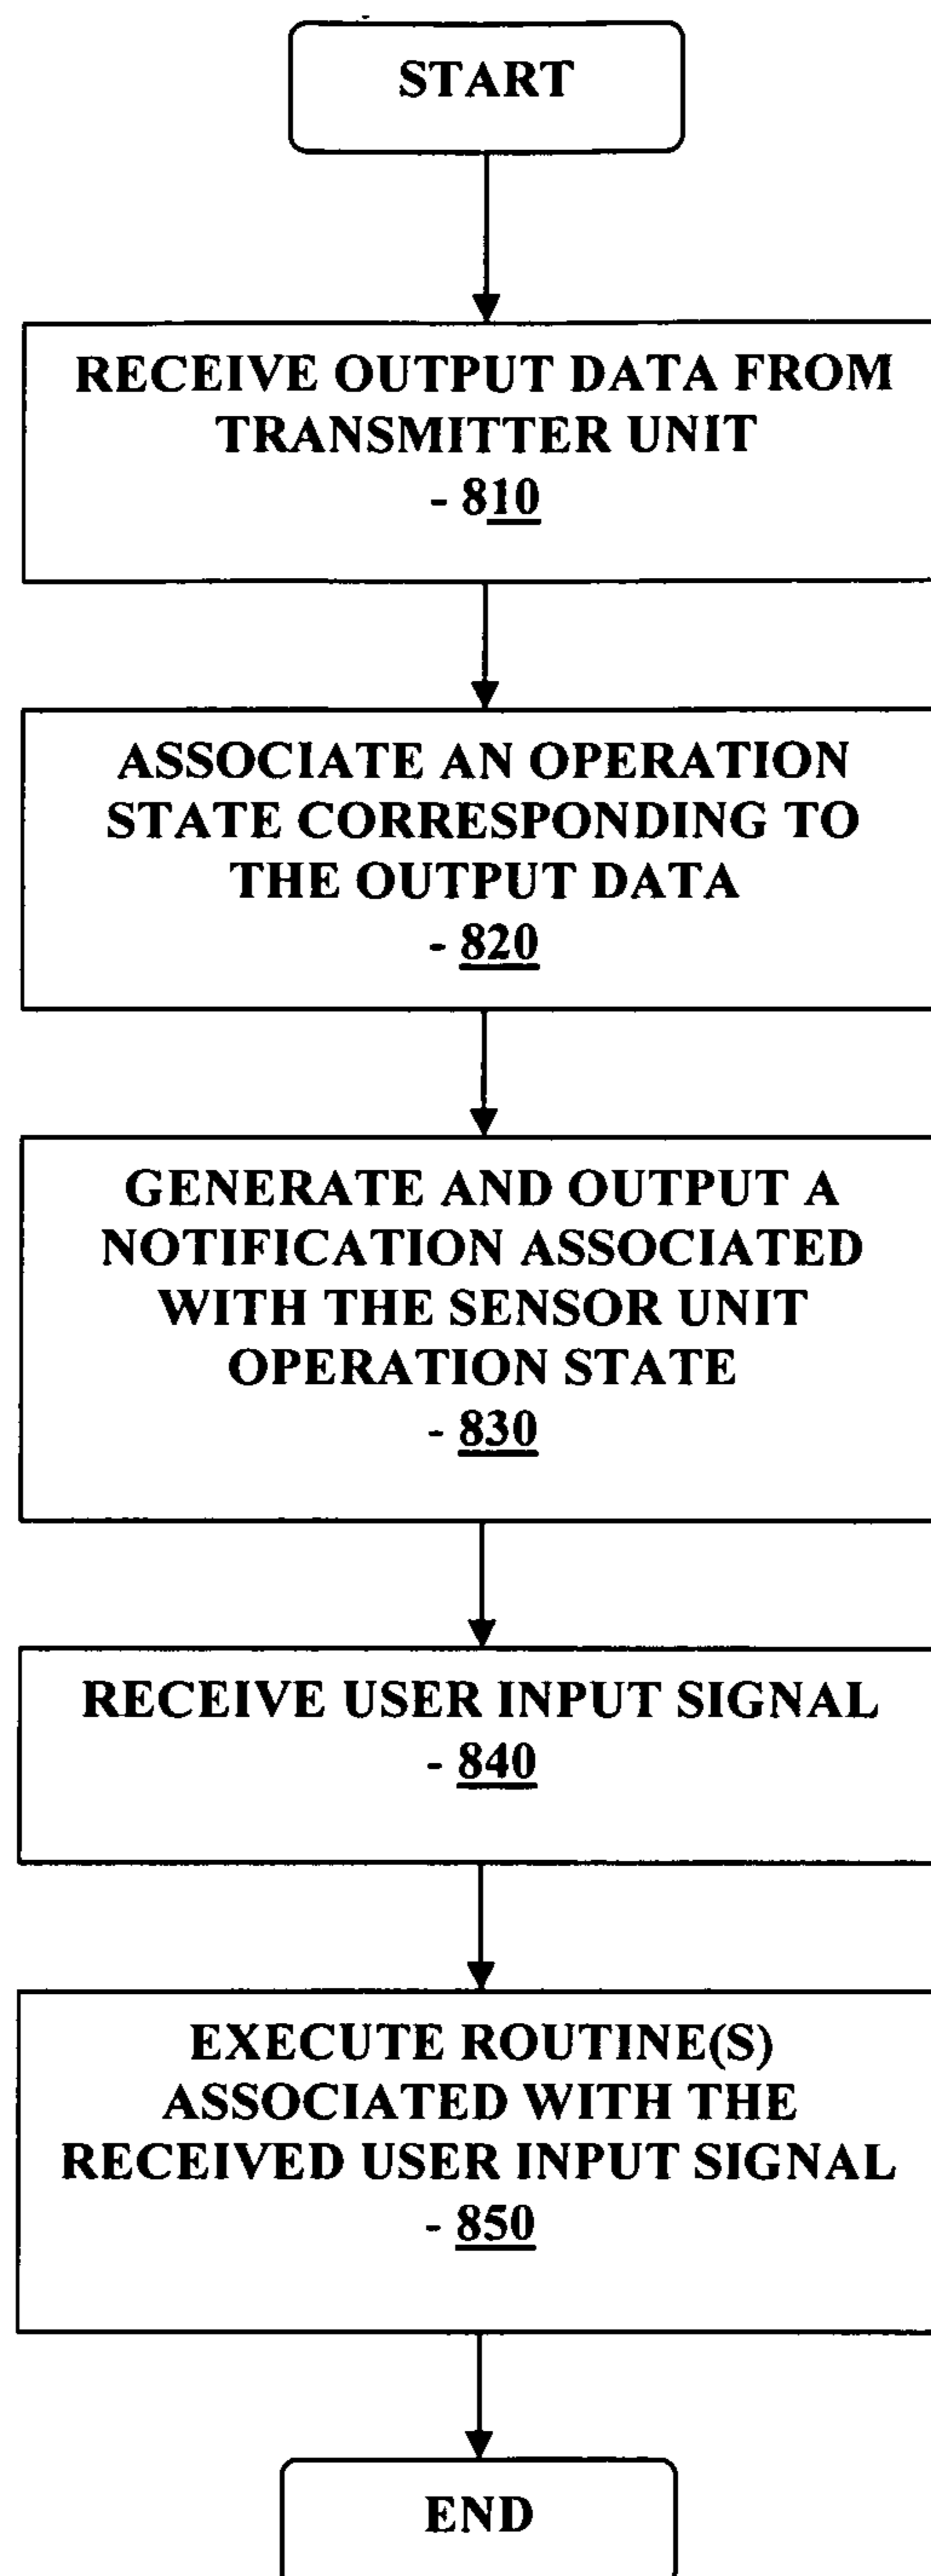 START
RECEIVE OUTPUT DATA FROM
TRANSMITTER UNIT
- 810
ASSOCIATE AN OPERATION
STATE CORRESPONDING TO
THE OUTPUT DATA
- 820
GENERATE AND OUTPUT A
NOTIFICATION ASSOCIATED
WITH THE SENSOR UNIT
OPERATION STATE
- 830
RECEIVE USER INPUT SIGNAL
- 840
EXECUTE ROUTINE(S)
ASSOCIATED WITH THE
RECEIVED USER INPUT SIGNAL
- 850
END